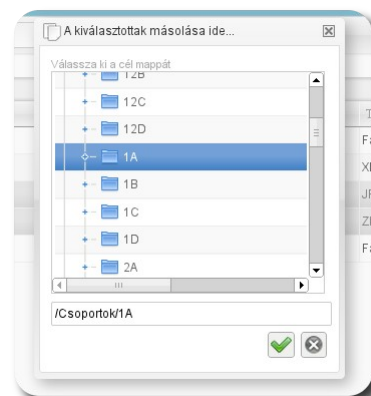 A kiválasztottak másolása ide...
Válassza ki a cél mappát
12B
12C
12D
1A
1B
1C
1D
2A
/Csoportok/1A